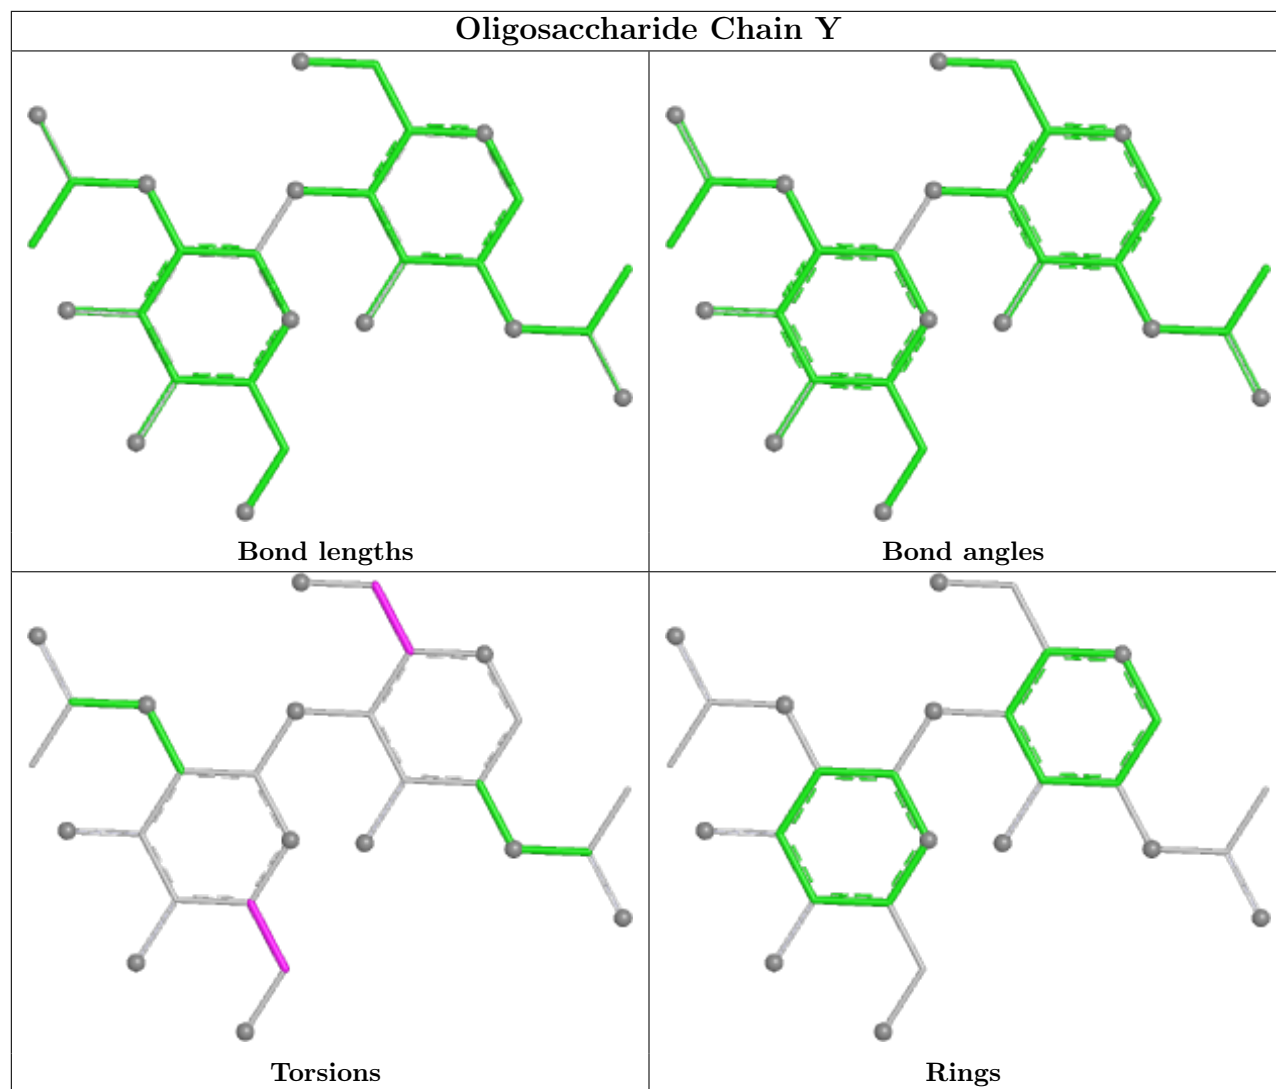 Oligosaccharide Chain Y
Bond lengths
Bond angles
Torsions
Rings